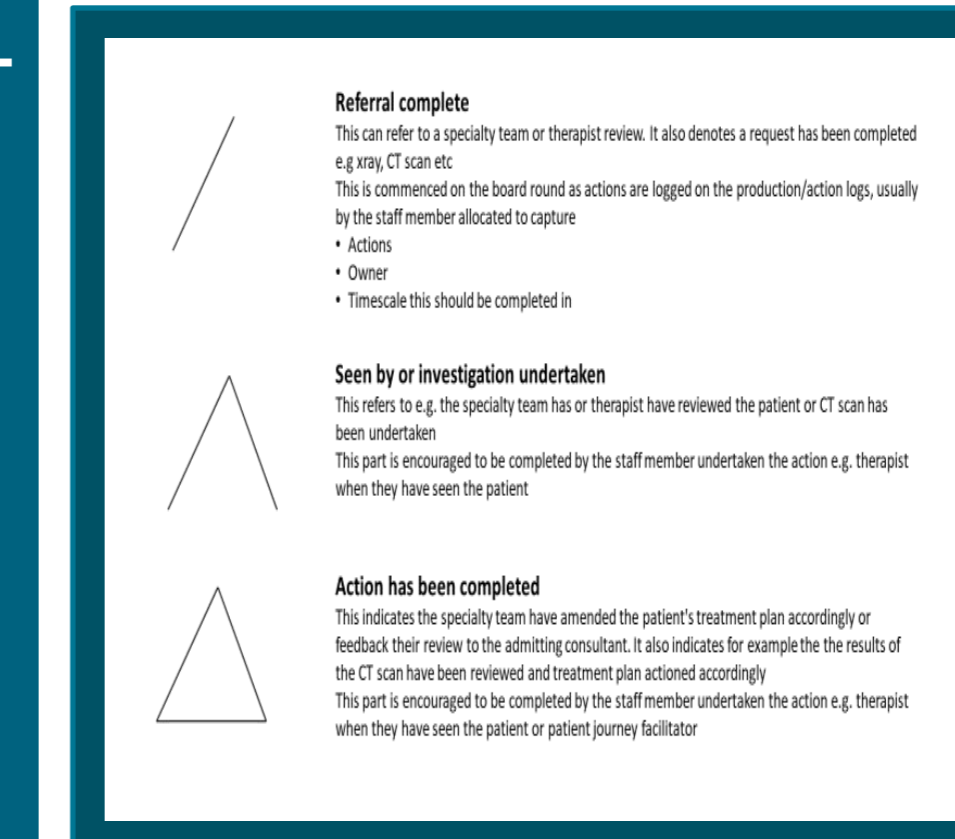 Referral complete
This can refer to a specialty team or therapist review. It also denotes a request has been completed
e.g xray, CT scan etc
This is commenced on the board round as actions are logged on the production/action logs, usually
by the staff member allocated to capture
• Actions
• Owner
• Timescale this should be completed in
Seen by or investigation undertaken
This refers to e.g. the specialty team has or therapist have reviewed the patient or CT scan has
been undertaken
This part is encouraged to be completed by the staff member undertaken the action e.g. therapist
when they have seen the patient
Action has been completed
This indicates the specialty team have amended the patient's treatment plan accordingly or
feedback their review to the admitting consultant. It also indicates for example the the results of
the CT scan have been reviewed and treatment plan actioned accordingly
This part is encouraged to be completed by the staff member undertaken the action e.g. therapist
when they have seen the patient or patient journey facilitator